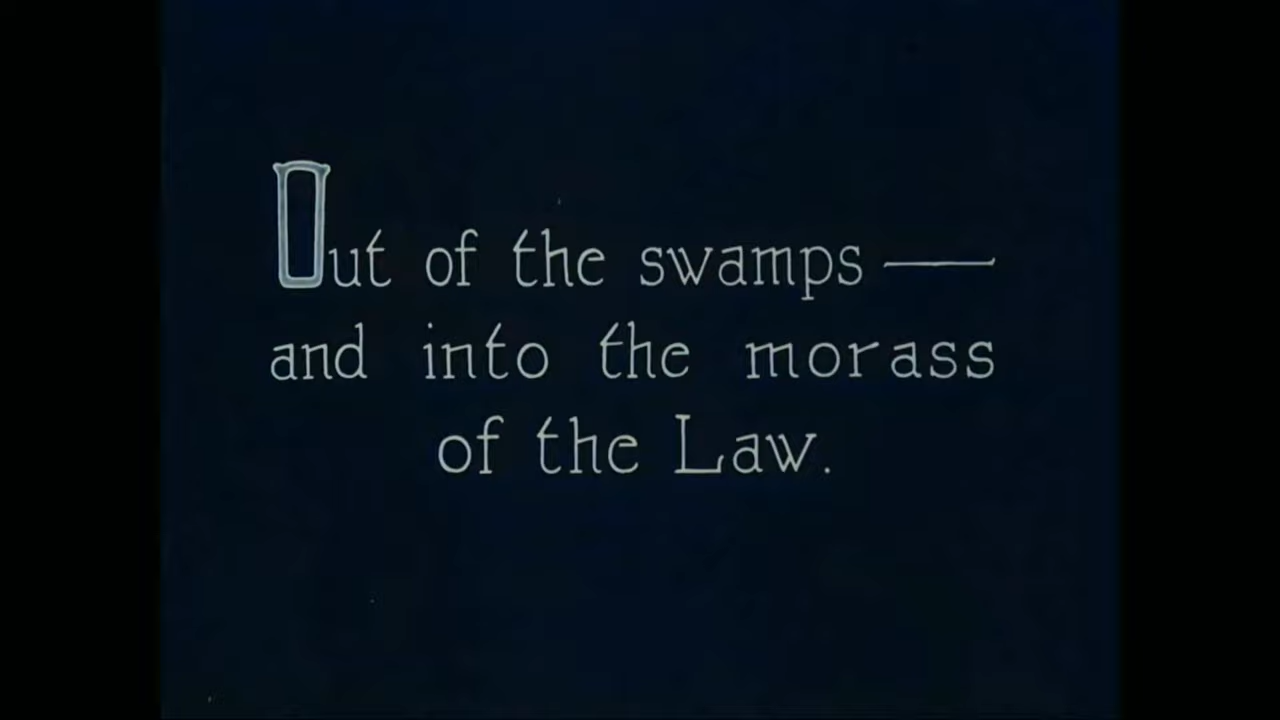 Out of the swamps —
and into the morass
of the Law.